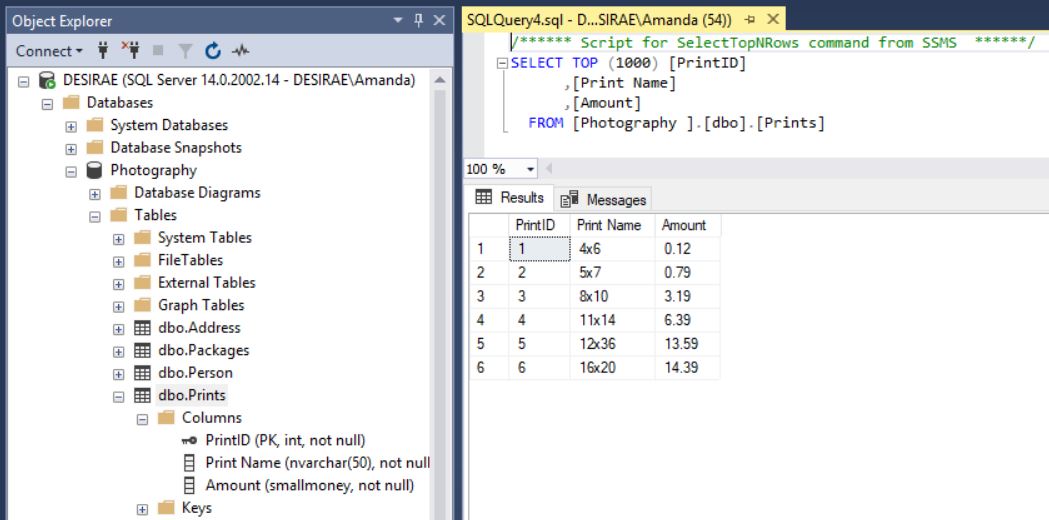 Object Explorer
Connect
DESIRAE (SQL Server 14.0.2002.14 - DESIRAE\Amanda)
Databases
System Databases
Database Snapshots
Photography
Database Diagrams
Tables
System Tables
FileTables
External Tables
Graph Tables
dbo.Address
dbo.Packages
dbo.Person
dbo.Prints
Columns
PrintID (PK, int, not null)
Print Name (nvarchar(50), not null
Amount (smallmoney, not null)
Keys
SQLQuery4.sql - D...SIRAE\Amanda (54))
/****** Script for SelectTopNRows command from SSMS ******/
SELECT TOP (1000) [PrintID]
,[Print Name]
,[Amount]
FROM [Photography ].[dbo].[Prints]
100 %
Results Messages
PrintID Print Name Amount
1 1 4x6 0.12
2 2 5x7 0.79
3 3 8x10 3.19
4 4 11x14 6.39
5 5 12x36 13.59
6 6 16x20 14.39